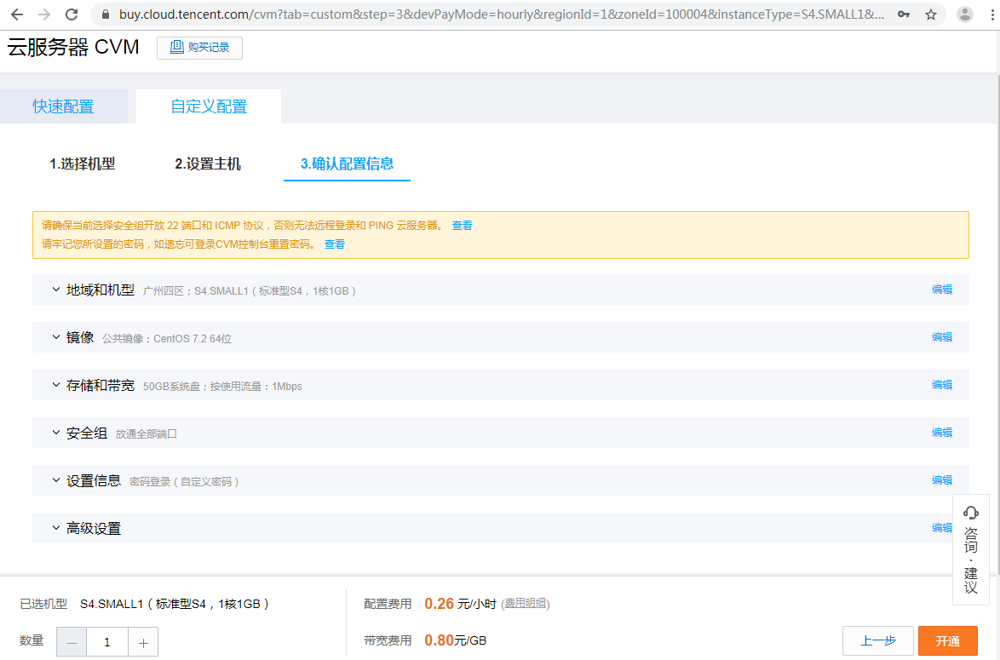 buy.cloud.tencent.com/cvm?tab=custom&step=3&devPayMode=hourly&regionId=1&zoneId=100004&instanceType=S4.SMALL1&...
云服务器 CVM 购买记录
快速配置 自定义配置
1.选择机型 2.设置主机 3.确认配置信息
请确保当前选择安全组开放 22 端口和 ICMP 协议，否则无法远程登录和 PING 云服务器。 查看
请牢记您所设置的密码，如遗忘可登录CVM控制台重置密码。 查看
地域和机型 广州四区；S4.SMALL1（标准型S4，1核1GB） 编辑
镜像 公共镜像；CentOS 7.2 64位 编辑
存储和带宽 50GB系统盘；按使用流量：1Mbps 编辑
安全组 放通全部端口 编辑
设置信息 密码登录（自定义密码） 编辑
高级设置 编辑
咨询·建议
已选机型 S4.SMALL1（标准型S4，1核1GB） 配置费用 0.26 元/小时 (费用明细)
数量 － 1 ＋ 带宽费用 0.80元/GB 上一步 开通